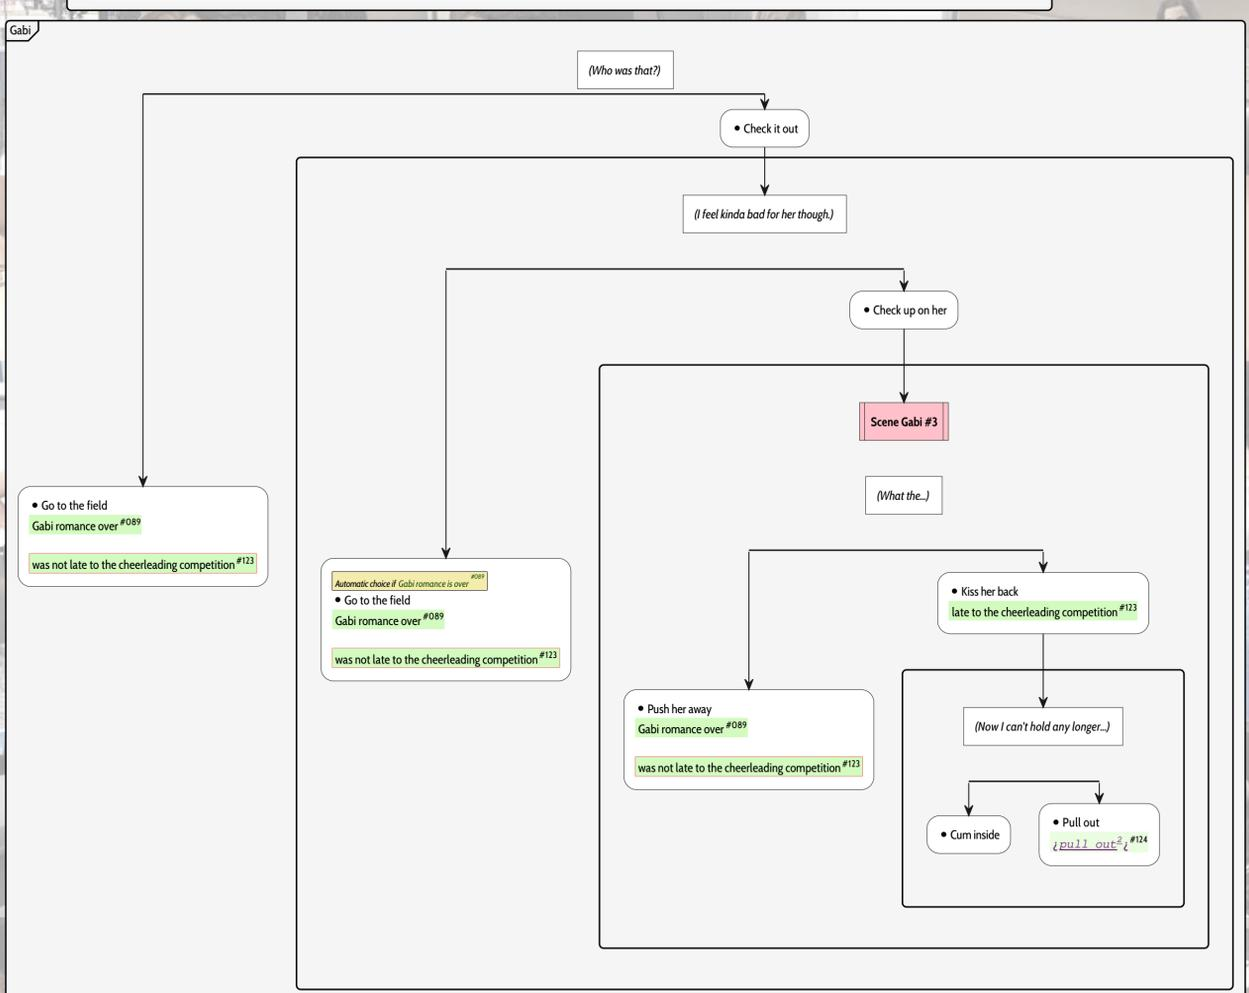 Gabi
(Who was that?)
• Check it out
(I feel kinda bad for her though.)
• Check up on her
Scene Gabi #3
(What the...)
• Go to the field
Gabi romance over #089
was not late to the cheerleading competition #123
Automatic choice if Gabi romance is over #089
• Go to the field
Gabi romance over #089
was not late to the cheerleading competition #123
• Kiss her back
late to the cheerleading competition #123
• Push her away
Gabi romance over #089
was not late to the cheerleading competition #123
(Now I can't hold any longer...)
• Cum inside
• Pull out
¿pull out²¿ #124